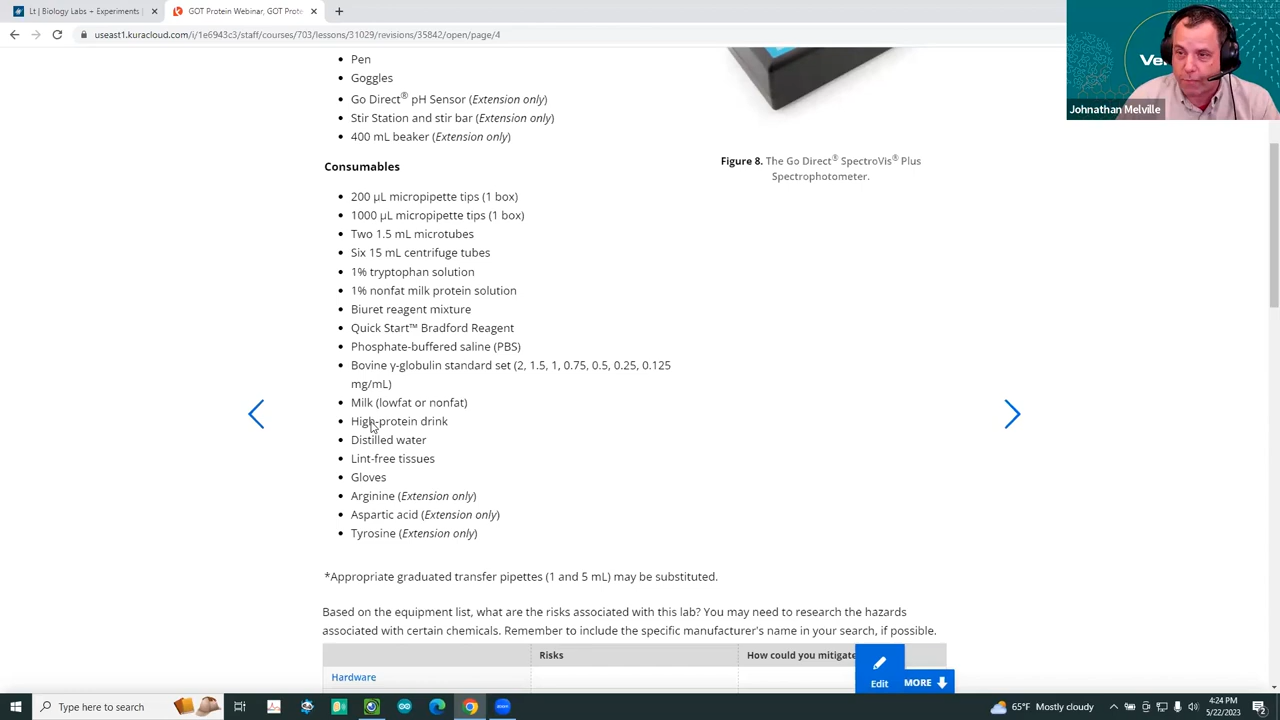 Lt | Biology Labs + Experiments |
GOT Protein Webinar, GOT Prote
useast1.kuracloud.com/i/1e6943c3/staff/courses/703/lessons/31029/revisions/35842/open/page/4
Johnathan Melville
Pen
Goggles
Go Direct® pH Sensor (Extension only)
Stir Station and stir bar (Extension only)
400 mL beaker (Extension only)
Figure 8. The Go Direct® SpectroVis® Plus
Spectrophotometer.
Consumables
200 µL micropipette tips (1 box)
1000 µL micropipette tips (1 box)
Two 1.5 mL microtubes
Six 15 mL centrifuge tubes
1% tryptophan solution
1% nonfat milk protein solution
Biuret reagent mixture
Quick Start™ Bradford Reagent
Phosphate-buffered saline (PBS)
Bovine γ-globulin standard set (2, 1.5, 1, 0.75, 0.5, 0.25, 0.125
mg/mL)
Milk (lowfat or nonfat)
High-protein drink
Distilled water
Lint-free tissues
Gloves
Arginine (Extension only)
Aspartic acid (Extension only)
Tyrosine (Extension only)
*Appropriate graduated transfer pipettes (1 and 5 mL) may be substituted.
Based on the equipment list, what are the risks associated with this lab? You may need to research the hazards
associated with certain chemicals. Remember to include the specific manufacturer's name in your search, if possible.
Risks
How could you mitigate
Hardware
Edit
MORE
Type here to search
65°F Mostly cloudy
4:24 PM
5/22/2023